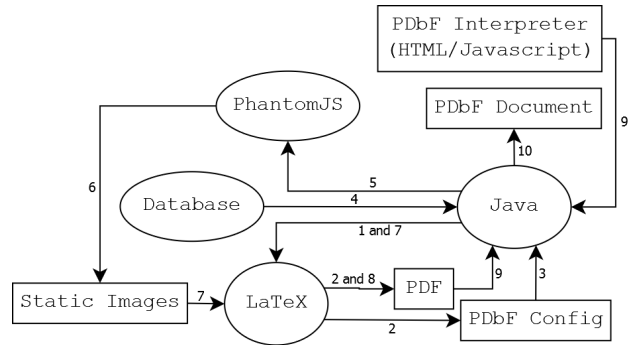 PDbF Interpreter
(HTML/Javascript)
PhantomJS
PDbF Document
9
10
6
5
Database
4
Java
1 and 7
2 and 8
9
3
Static Images
7
LaTeX
PDF
2
PDbF Config